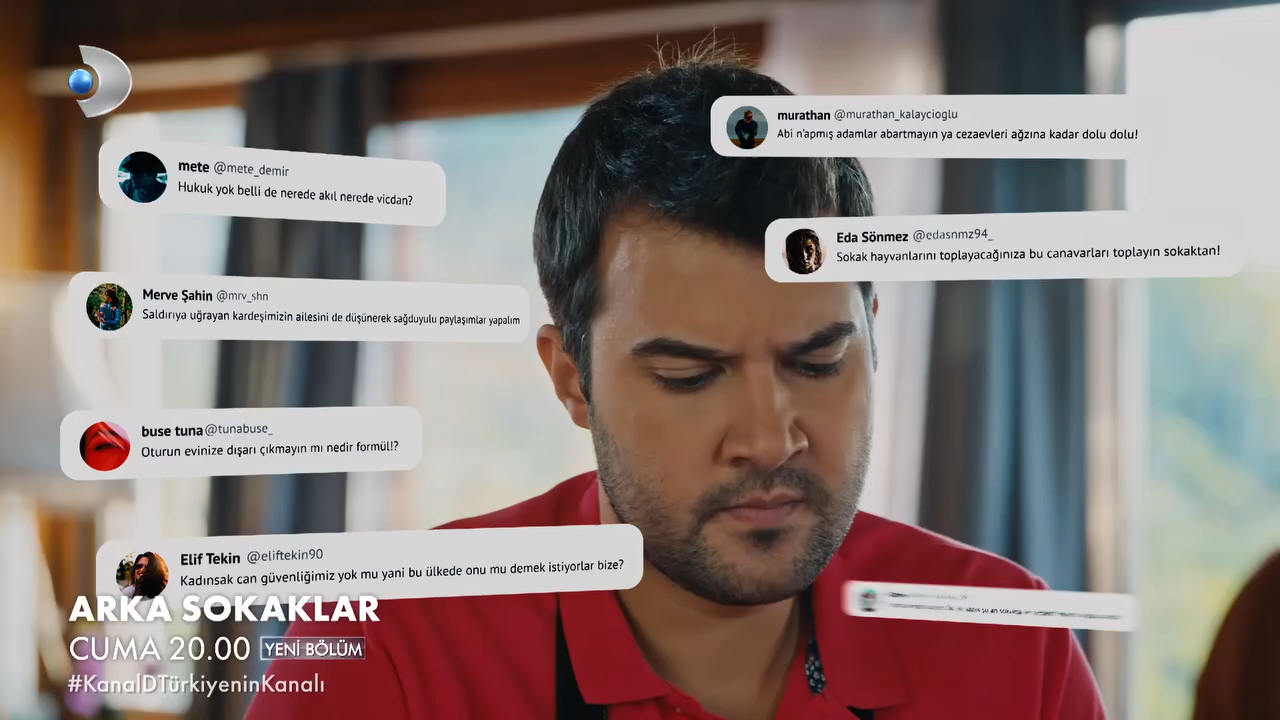 mete @mete_demir
Hukuk yok belli de nerede akıl nerede vicdan?
murathan @murathan_kalaycioglu
Abi n'apmış adamlar abartmayın ya cezaevleri ağzına kadar dolu dolu!
Eda Sönmez @edasnmz94_
Sokak hayvanlarını toplayacağınıza bu canavarları toplayın sokaktan!
Merve Şahin @mrv_shn
Saldırıya uğrayan kardeşimizin ailesini de düşünerek sağduyulu paylaşımlar yapalım
buse tuna @tunabuse_
Oturun evinize dışarı çıkmayın mı nedir formül!?
Elif Tekin @eliftekin90
Kadınsak can güvenliğimiz yok mu yani bu ülkede onu mu demek istiyorlar bize?
ARKA SOKAKLAR
CUMA 20.00 YENİ BÖLÜM
#KanalDTürkiyeninKanalı